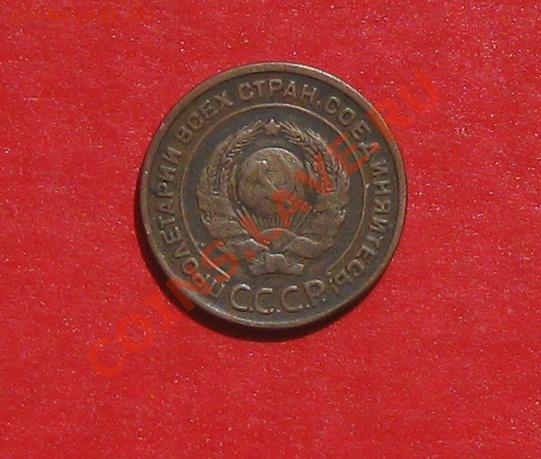 ПРОЛЕТАРИИ ВСЕХ СТРАН, СОЕДИНЯЙТЕСЬ!
С.С.С.Р.
COINS.LAVE.RU